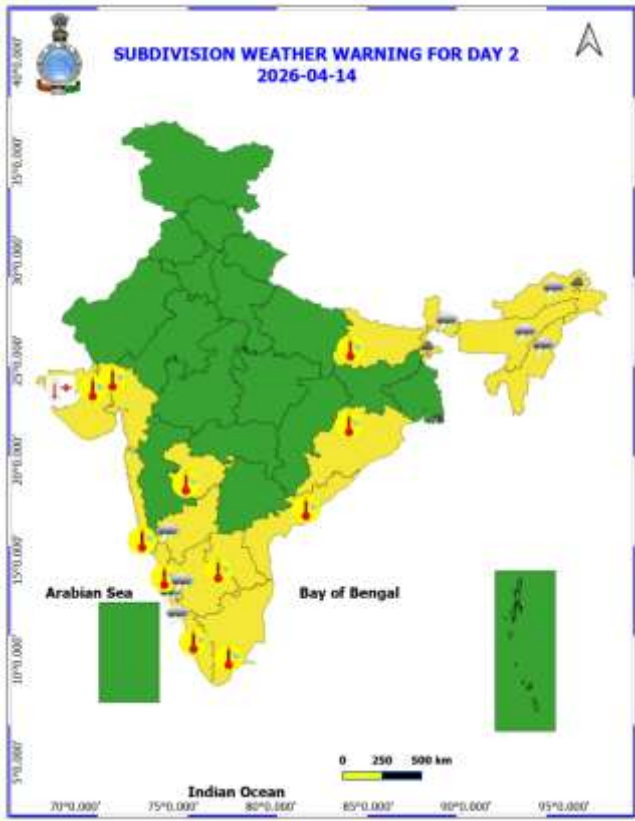 SUBDIVISION WEATHER WARNING FOR DAY 2
2026-04-14
40°0.000'
35°0.000'
30°0.000'
25°0.000'
20°0.000'
15°0.000'
10°0.000'
5°0.000'
Arabian Sea
Bay of Bengal
0 250 500 km
Indian Ocean
70°0.000' 75°0.000' 80°0.000' 85°0.000' 90°0.000' 95°0.000'